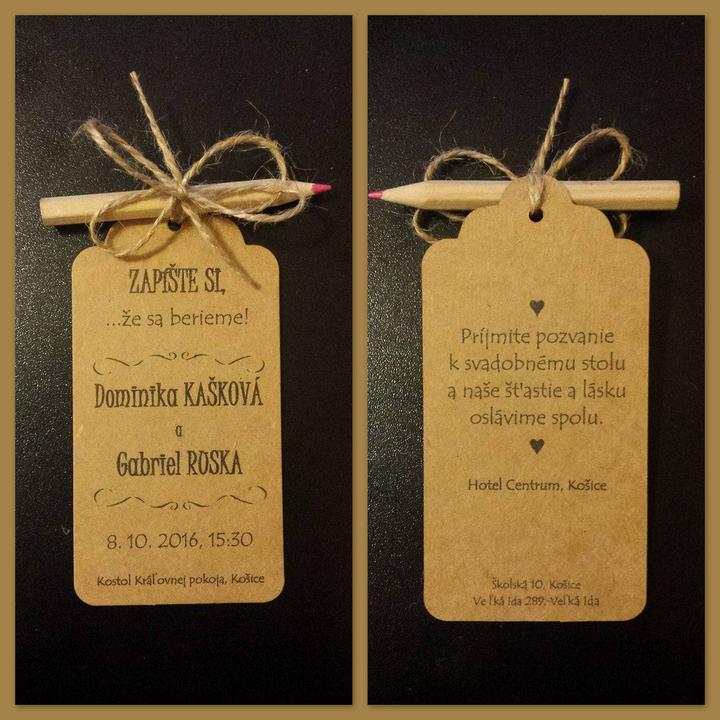 ZAPÍŠTE SI,
...že sa berieme!
Dominika KAŠKOVÁ
a
Gabriel RUSKA
8. 10. 2016, 15:30
Kostol Kráľovnej pokoja, Košice
Príjmite pozvanie
k svadobnému stolu
a naše šťastie a lásku
oslávime spolu.
Hotel Centrum, Košice
Školská 10, Košice
Veľká Ida 289, Veľká Ida